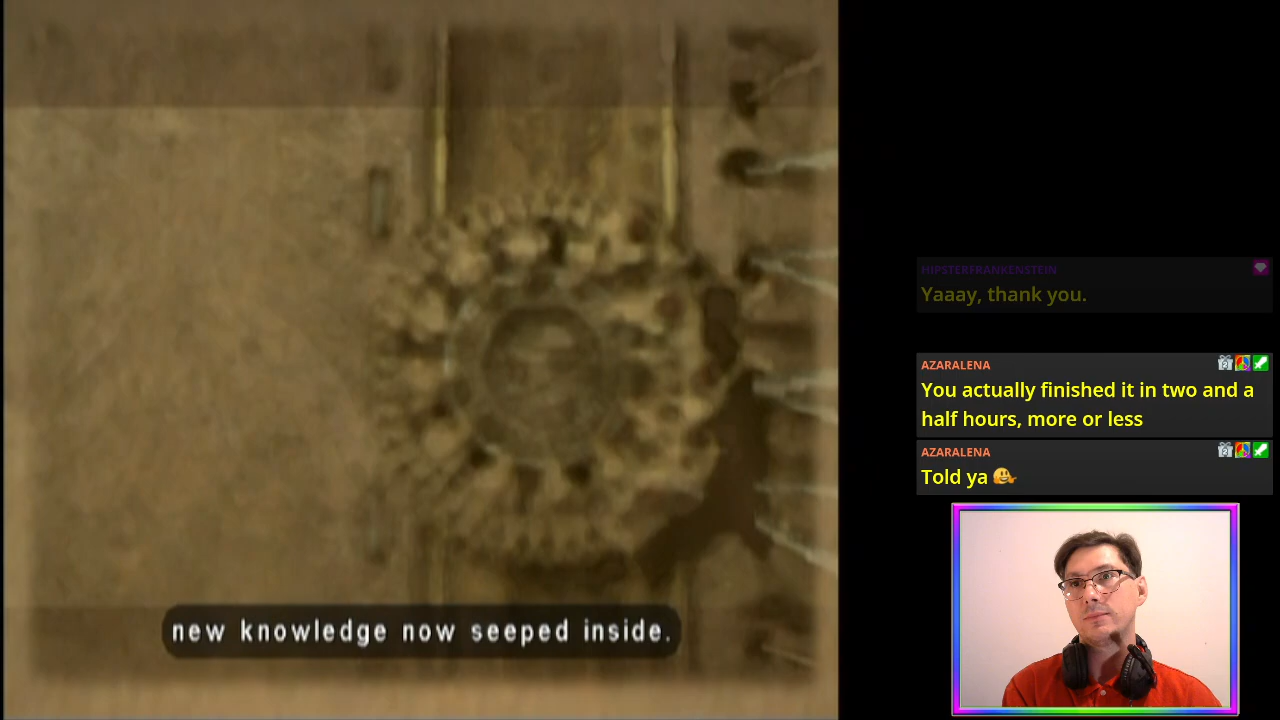 HIPSTERFRANKENSTEIN
Yaaay, thank you.
AZARALENA
You actually finished it in two and a
half hours, more or less
AZARALENA
Told ya
new knowledge now seeped inside.